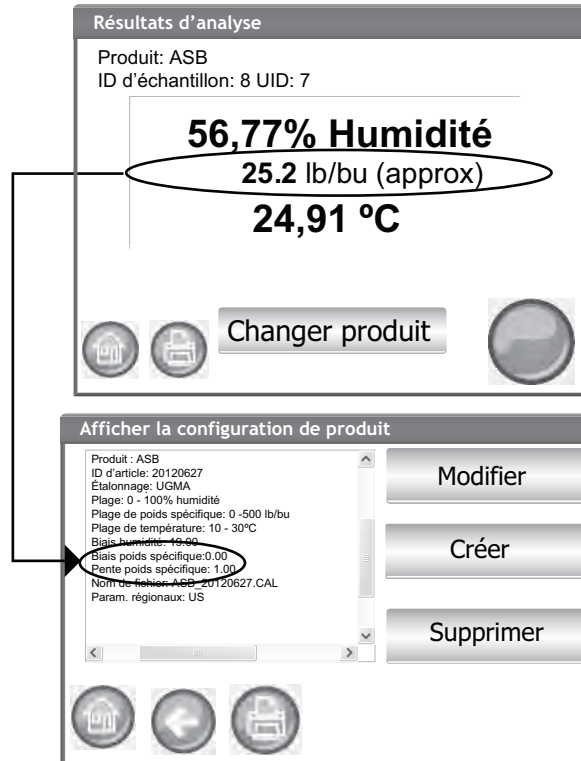 Résultats d’analyse
Produit: ASB
ID d’échantillon: 8 UID: 7
56,77% Humidité
25.2 lb/bu (approx)
24,91 ºC
Changer produit
Afficher la configuration de produit
Produit : ASB
ID d’article: 20120627
Étalonnage: UGMA
Plage: 0 - 100% humidité
Plage de poids spécifique: 0 -500 lb/bu
Plage de température: 10 - 30ºC
Biais humidité: 19.00
Biais poids spécifique:0.00
Pente poids spécifique: 1.00
Nom de fichier: ASB_20120627.CAL
Param. régionaux: US
Modifier
Créer
Supprimer